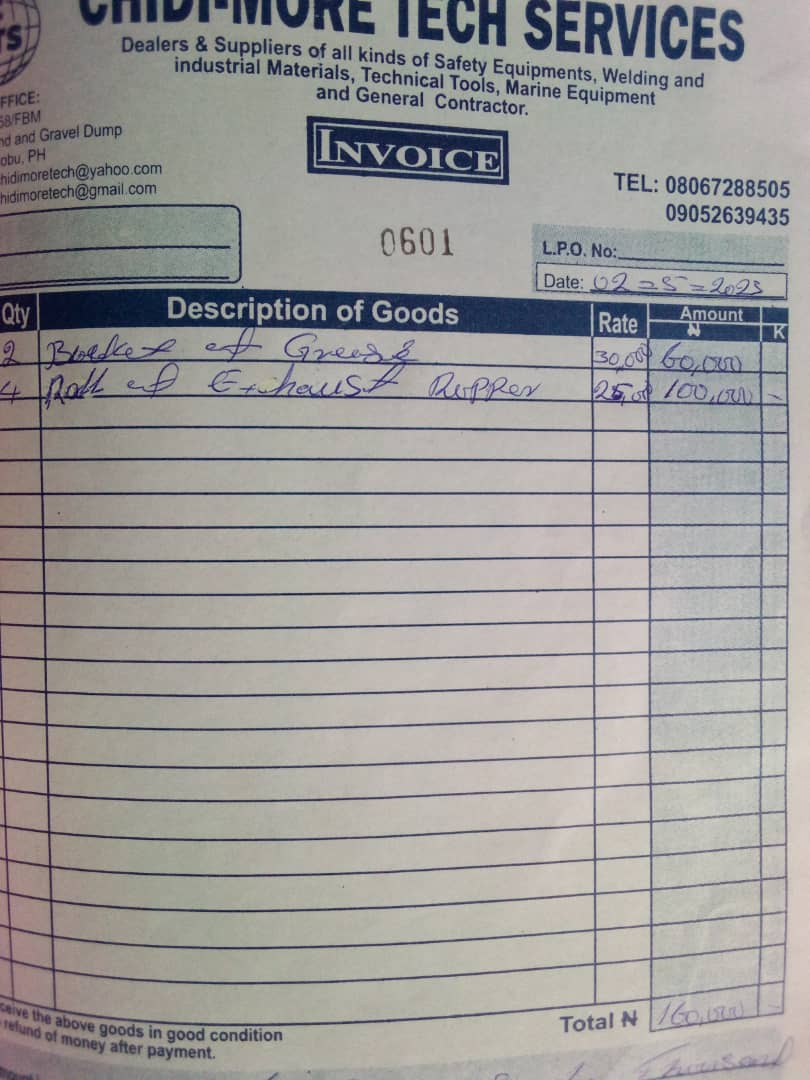 CHIDI-MORE TECH SERVICES
Dealers & Suppliers of all kinds of Safety Equipments, Welding and
industrial Materials, Technical Tools, Marine Equipment
and General Contractor.
TS
FFICE:
58/FBM
nd and Gravel Dump
obu, PH
hidimoretech@yahoo.com
hidimoretech@gmail.com
INVOICE
TEL: 08067288505
09052639435
0601
L.P.O. No:
Date: 02=5=2023
Qty Description of Goods Rate Amount
₦ K
2 Bucket of Grease 30,000 60,000
4 Roll of Exhaust Rapper 25,00 100,000 -
Total ₦ 160,000 -
ceive the above goods in good condition
refund of money after payment.
Thousand